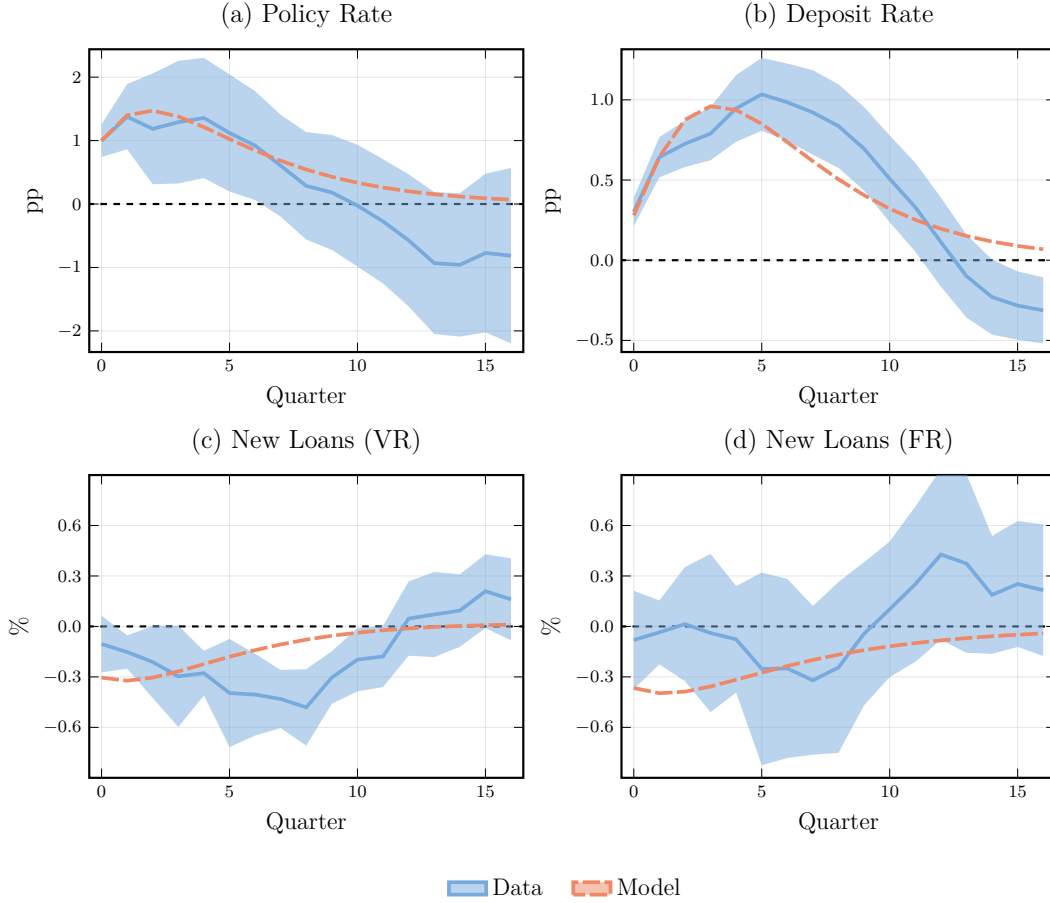 (a) Policy Rate
(b) Deposit Rate
pp
2
1
0
−1
−2
0 5 10 15
Quarter
pp
1.0
0.5
0.0
−0.5
0 5 10 15
Quarter
(c) New Loans (VR)
(d) New Loans (FR)
%
0.6
0.3
0.0
−0.3
−0.6
0 5 10 15
Quarter
%
0.6
0.3
0.0
−0.3
−0.6
0 5 10 15
Quarter
Data Model